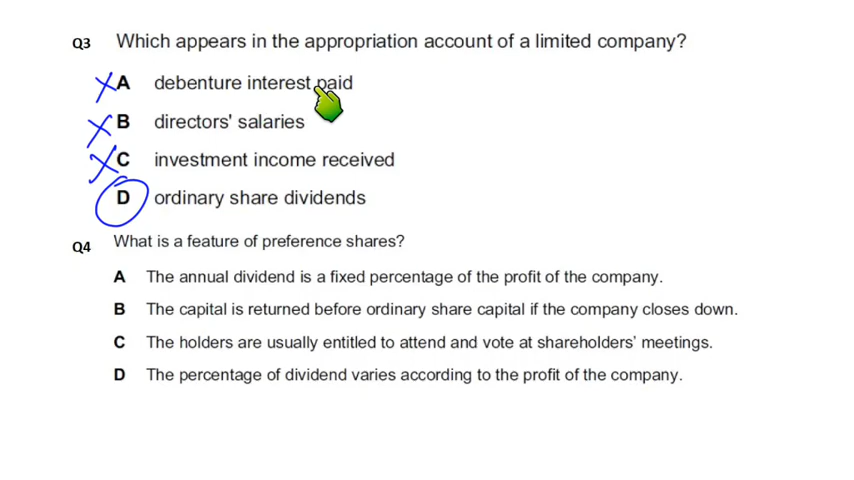 Q3 Which appears in the appropriation account of a limited company?
A debenture interest paid
B directors' salaries
C investment income received
D ordinary share dividends
Q4 What is a feature of preference shares?
A The annual dividend is a fixed percentage of the profit of the company.
B The capital is returned before ordinary share capital if the company closes down.
C The holders are usually entitled to attend and vote at shareholders' meetings.
D The percentage of dividend varies according to the profit of the company.